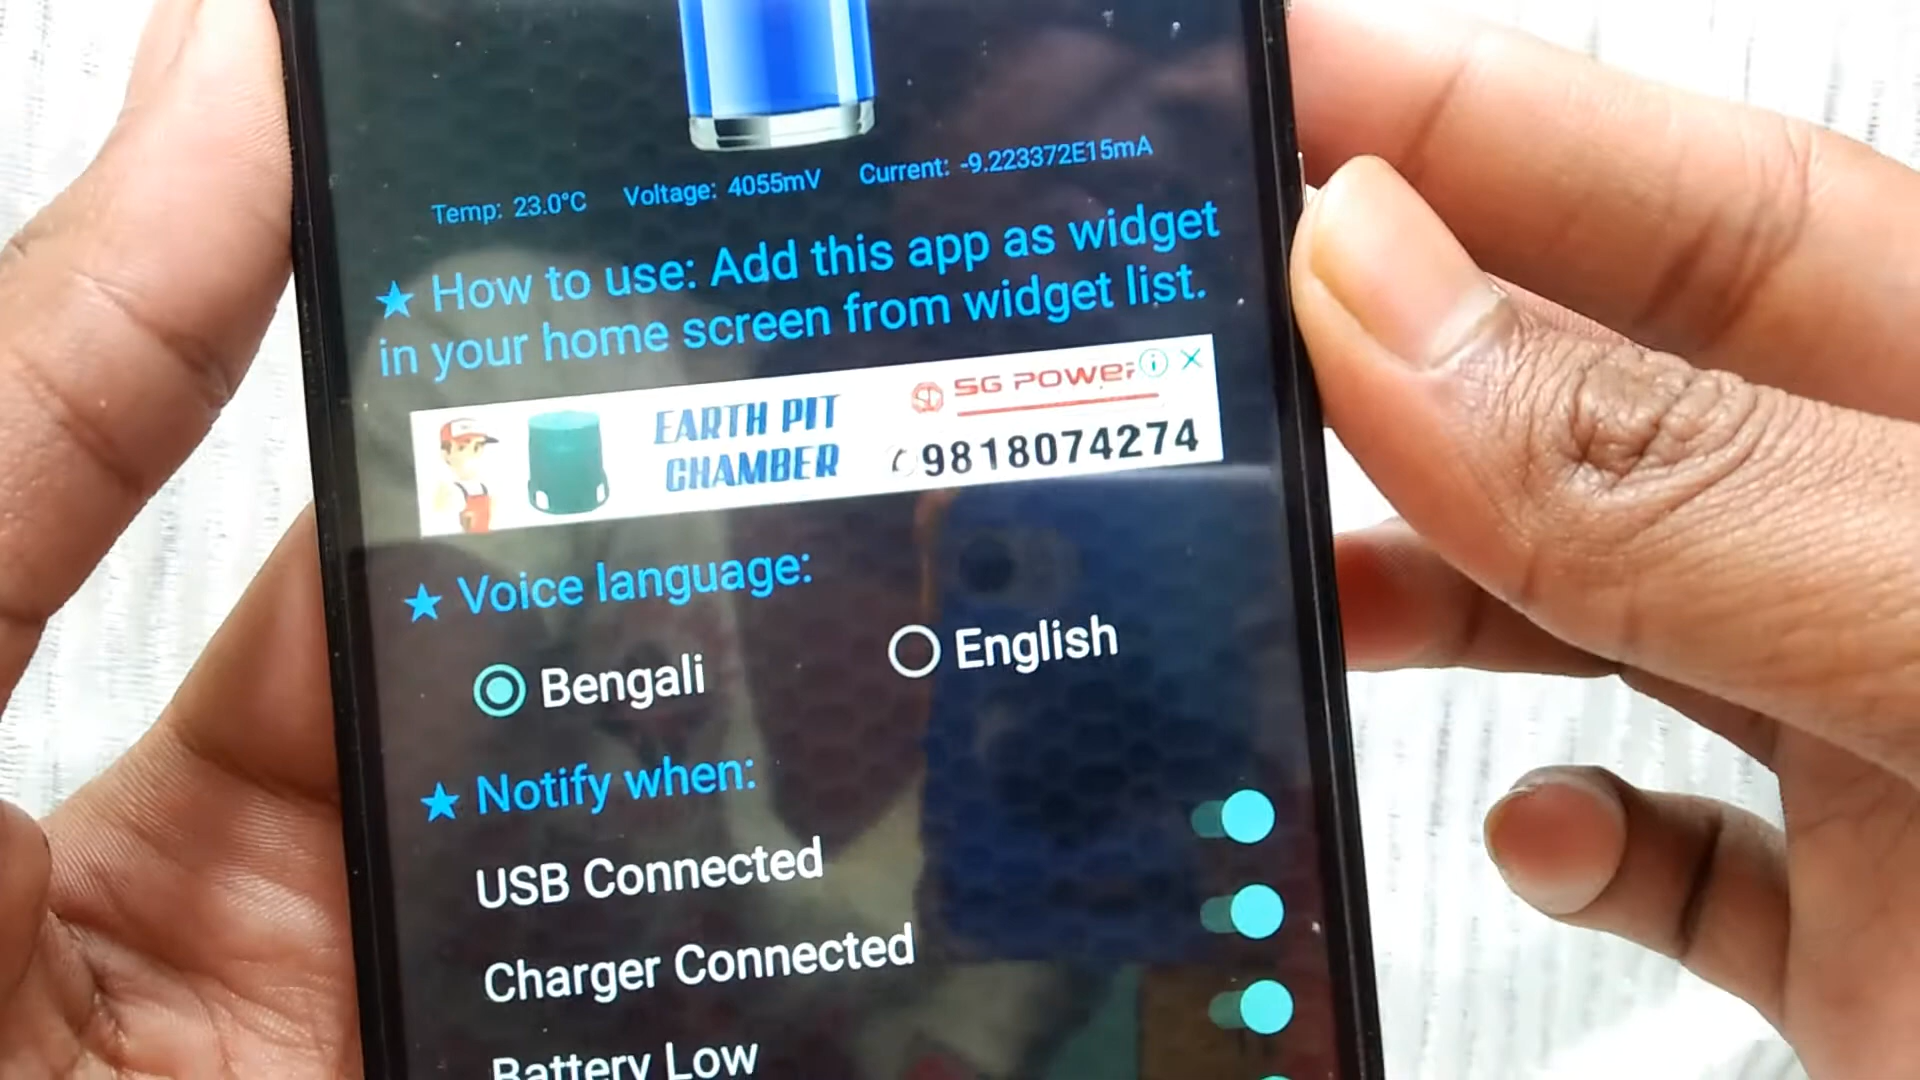 Temp: 23.0°C Voltage: 4055mV Current: -9.223372E15mA
★ How to use: Add this app as widget
in your home screen from widget list.
EARTH PIT
CHAMBER
SG POWER
9818074274
★ Voice language:
Bengali
English
★ Notify when:
USB Connected
Charger Connected
Battery Low